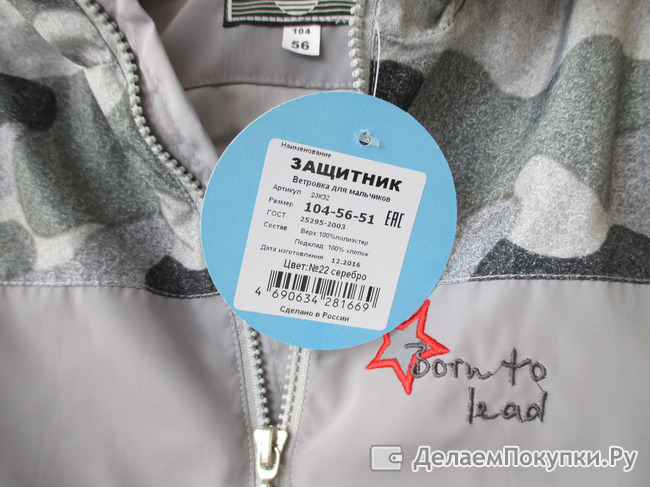 104
56
Наименование
ЗАЩИТНИК
Ветровка для мальчиков
Артикул 23К32
Размер 104-56-51
ГОСТ 25295-2003
EAC
Состав Верх:100%полиэстер
Подклад: 100% хлопок
Дата изготовления 12.2016
Цвет:№22 серебро
4 690634 281669
Сделано в России
Born to
lead
ДелаемПокупки.Ру